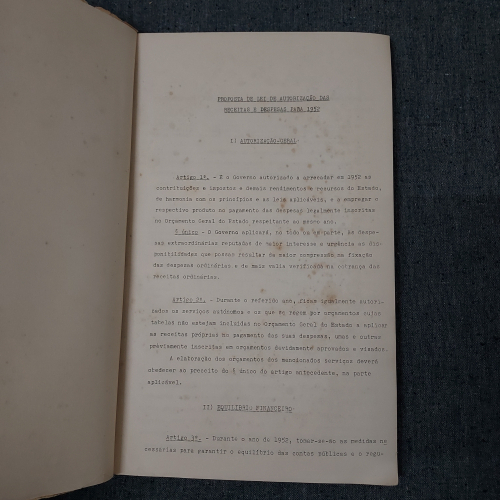 PROPOSTA DE LEI DE AUTORIZAÇÃO DAS
RECEITAS E DESPESAS PARA 1952
I) AUTORIZAÇÃO GERAL
Artigo 1º. - É o Governo autorizado a arrecadar em 1952 as
contribuições e impostos e demais rendimentos e recursos do Estado,
de harmonia com os princípios e as leis aplicáveis, e a empregar o
respectivo produto no pagamento das despesas legalmente inscritas
no Orçamento Geral do Estado respeitante ao mesmo ano.
§ único - O Governo aplicará, no todo ou em parte, às despe-
sas extraordinárias reputadas de maior interesse e urgência as dis-
ponibilidades que possam resultar da maior compressão na fixação
das despesas ordinárias e da mais valia verificada na cobrança das
receitas ordinárias.
Artigo 2º. - Durante o referido ano, ficam igualmente autori-
zados os serviços autónomos e os que se regem por orçamentos cujas
tabelas não estejam incluídas no Orçamento Geral do Estado a aplicar
as receitas próprias no pagamento das suas despesas, umas e outras
prèviamente inscritas em orçamentos devidamente aprovados e visados.
A elaboração dos orçamentos dos mencionados serviços deverá
obedecer ao preceito do § único do artigo antecedente, na parte
aplicável.
II) EQUILÍBRIO FINANCEIRO
Artigo 3º. - Durante o ano de 1952, tomar-se-ão as medidas ne-
cessárias para garantir o equilíbrio das contas públicas e o regu-